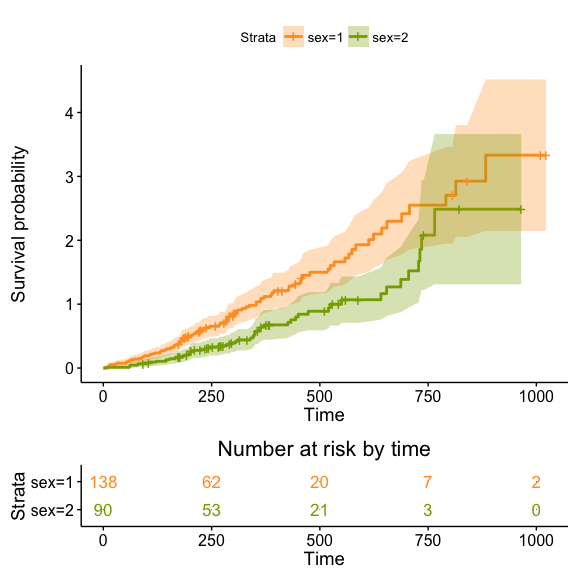 Strata sex=1 sex=2
Survival probability
4
3
2
1
0
0 250 500 750 1000
Time
Number at risk by time
Strata
sex=1 138 62 20 7 2
sex=2 90 53 21 3 0
0 250 500 750 1000
Time